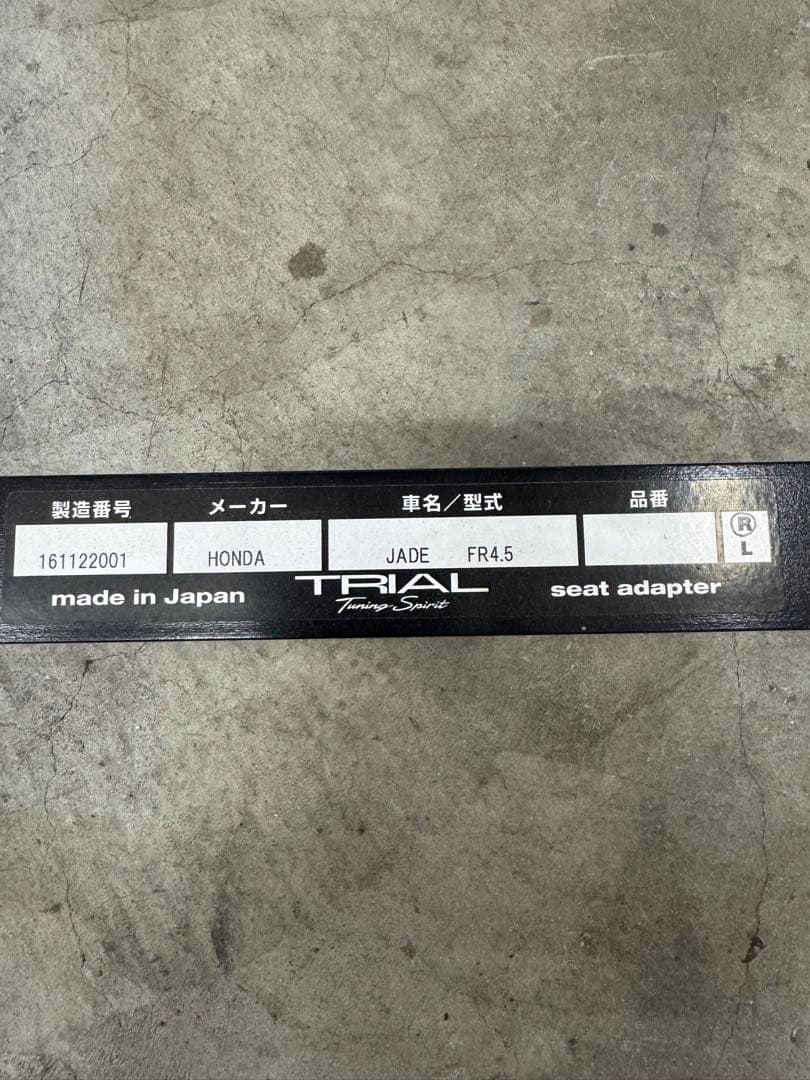 製造番号 メーカー 車名／型式 品番
161122001 HONDA JADE FR4.5 R
L
made in Japan TRIAL seat adapter
Tuning Spirit